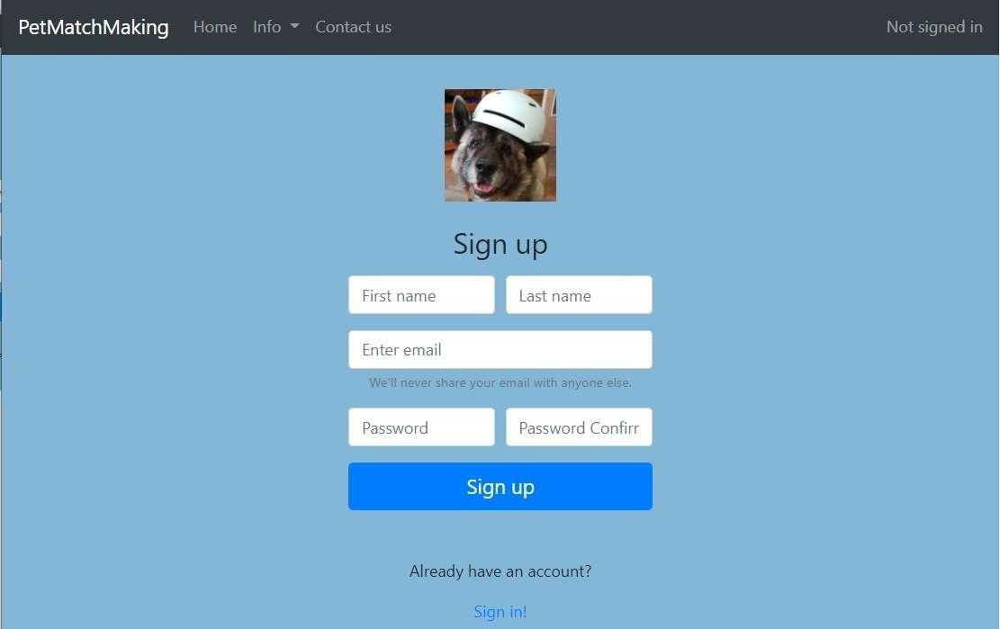 PetMatchMaking Home Info Contact us Not signed in
Sign up
First name Last name
Enter email
We'll never share your email with anyone else.
Password Password Confirr
Sign up
Already have an account?
Sign in!